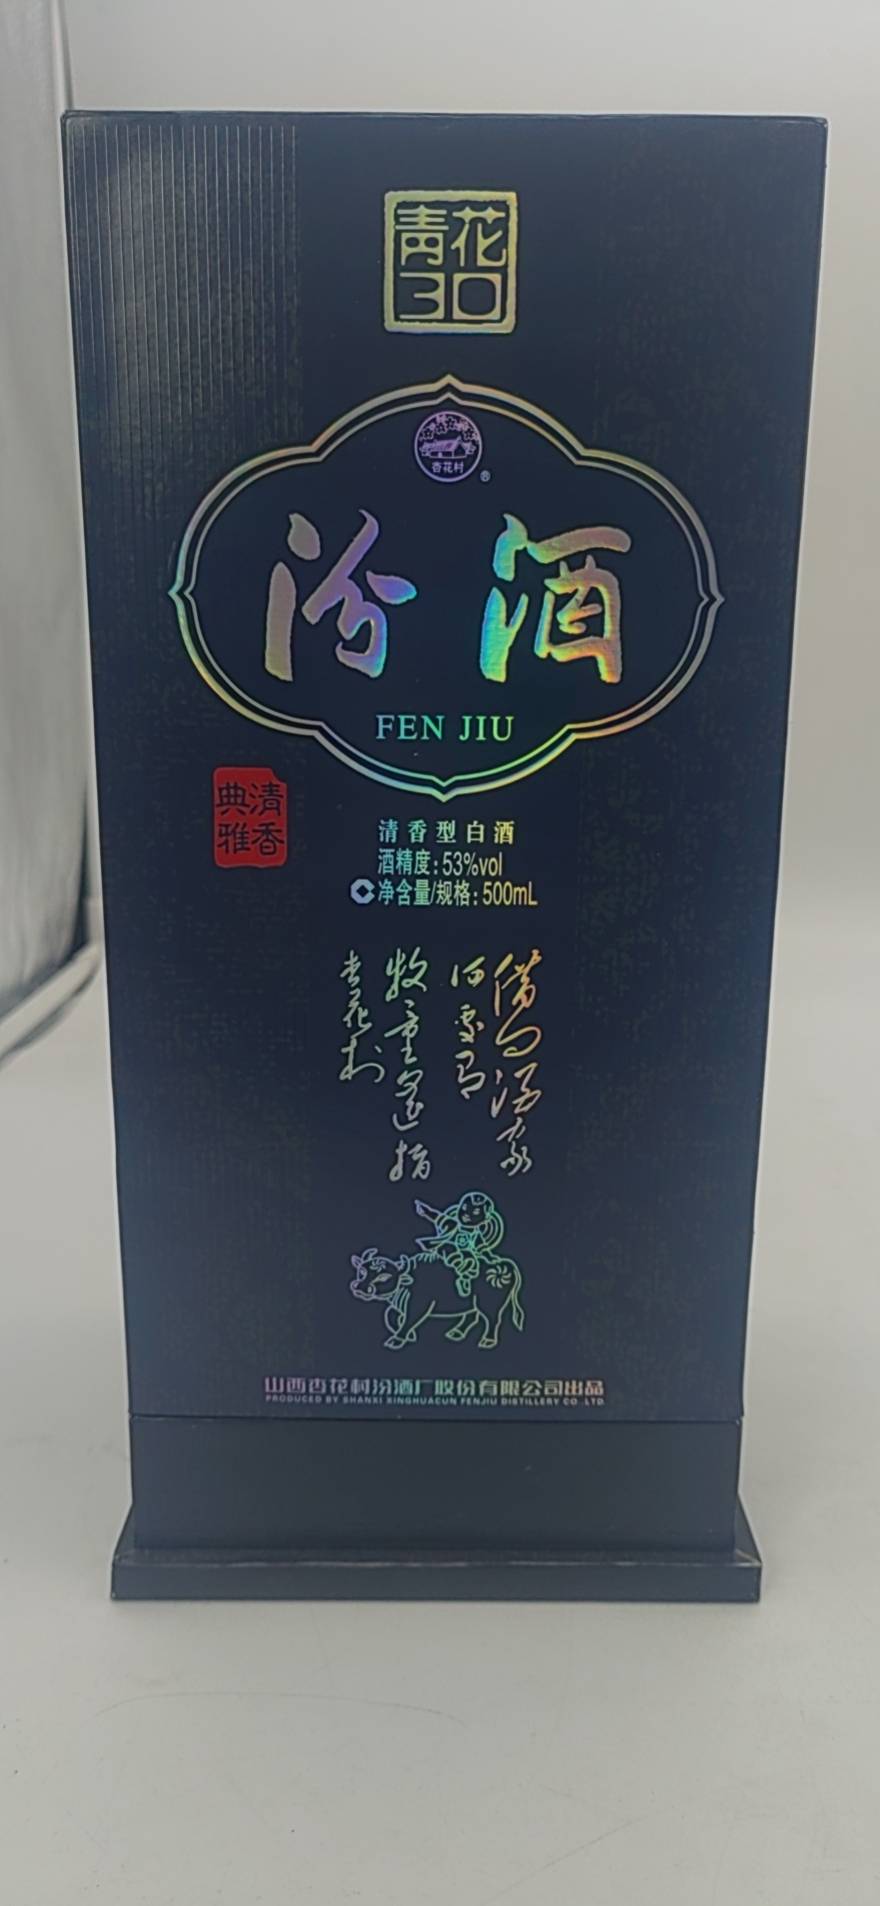 青花
30
杏花村
®
汾酒
FEN JIU
清香
典雅
清香型白酒
酒精度:53%vol
净含量/规格:500mL
借问酒家
何处有
牧童遥指
杏花村
山西杏花村汾酒厂股份有限公司出品
PRODUCED BY SHANXI XINGHUACUN FENJIU DISTILLERY CO.,LTD.